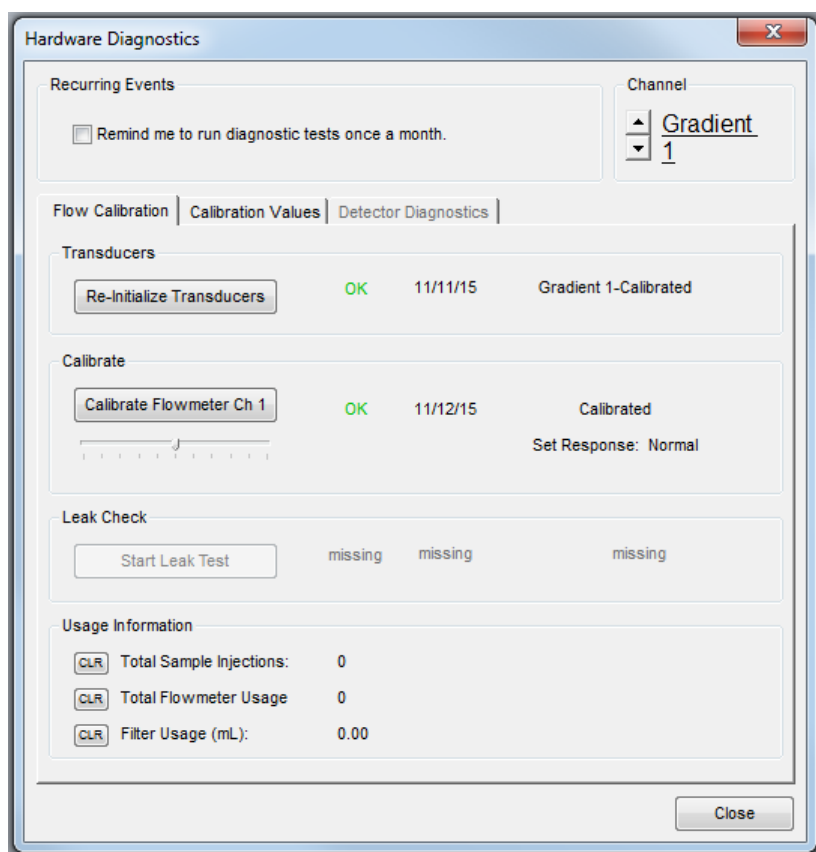 Hardware Diagnostics
X
Recurring Events
Remind me to run diagnostic tests once a month.
Channel
Gradient
1
Flow Calibration
Calibration Values
Detector Diagnostics
Transducers
Re-Initialize Transducers OK 11/11/15 Gradient 1-Calibrated
Calibrate
Calibrate Flowmeter Ch 1 OK 11/12/15 Calibrated
Set Response: Normal
Leak Check
Start Leak Test missing missing missing
Usage Information
CLR Total Sample Injections: 0
CLR Total Flowmeter Usage 0
CLR Filter Usage (mL): 0.00
Close